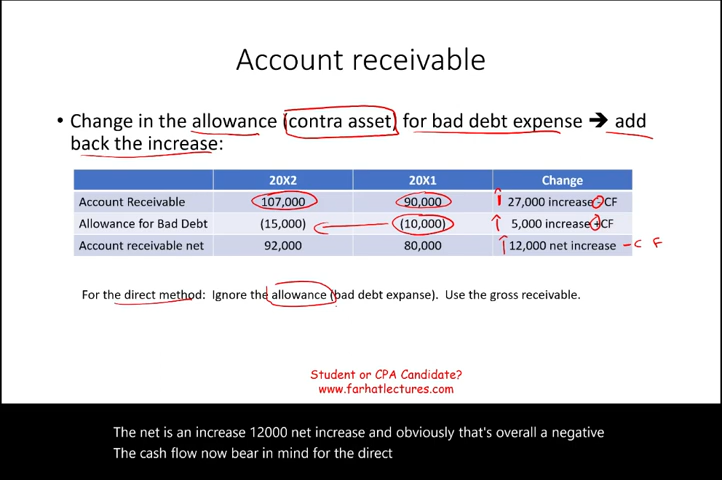 Account receivable
• Change in the allowance (contra asset) for bad debt expense → add
back the increase:
20X2 20X1 Change
Account Receivable 107,000 90,000 27,000 increase -CF
Allowance for Bad Debt (15,000) (10,000) 5,000 increase +CF
Account receivable net 92,000 80,000 12,000 net increase - C F
For the direct method: Ignore the allowance (bad debt expanse). Use the gross receivable.
Student or CPA Candidate?
www.farhatlectures.com
The net is an increase 12000 net increase and obviously that's overall a negative
The cash flow now bear in mind for the direct